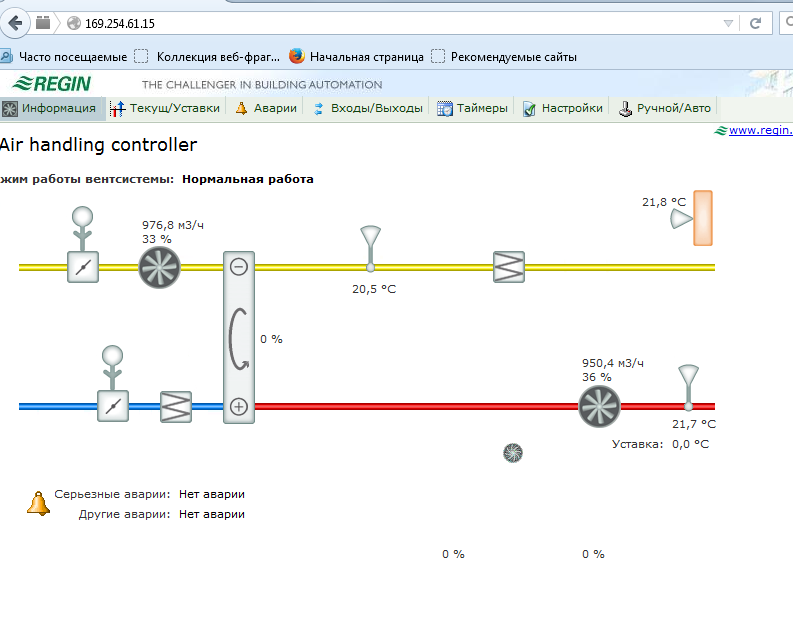 169.254.61.15
Часто посещаемые Коллекция веб-фраг... Начальная страница Рекомендуемые сайты
REGIN THE CHALLENGER IN BUILDING AUTOMATION
Информация Текущ/Уставки Аварии Входы/Выходы Таймеры Настройки Ручной/Авто
www.regin.
Air handling controller
жим работы вентсистемы: Нормальная работа
21,8 °C
976,8 м3/ч
33 %
20,5 °C
0 %
950,4 м3/ч
36 %
21,7 °C
Уставка: 0,0 °C
Серьезные аварии: Нет аварии
Другие аварии: Нет аварии
0 % 0 %